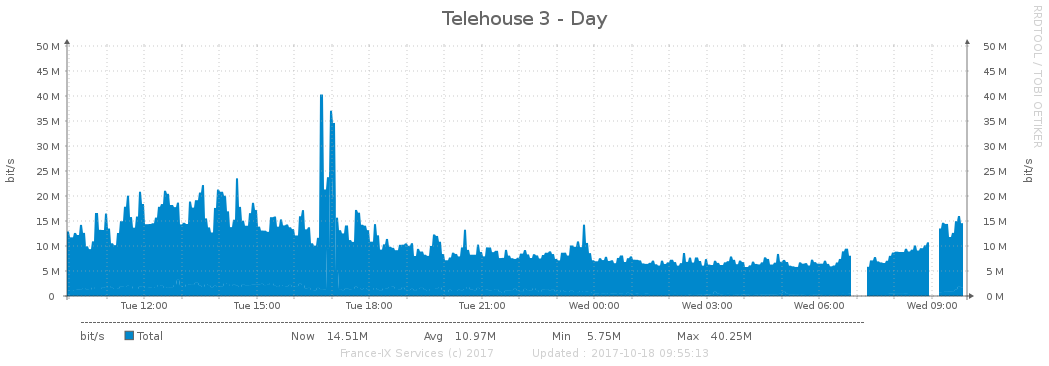 Telehouse 3 - Day
RRDTOOL / TOBI OETIKER
50 M 50 M
45 M 45 M
40 M 40 M
35 M 35 M
30 M 30 M
25 M 25 M
20 M 20 M
15 M 15 M
10 M 10 M
5 M 5 M
0 0 M
bit/s bit/s
Tue 12:00 Tue 15:00 Tue 18:00 Tue 21:00 Wed 00:00 Wed 03:00 Wed 06:00 Wed 09:00
bit/s Total Now 14.51M Avg 10.97M Min 5.75M Max 40.25M
France-IX Services (c) 2017 Updated : 2017-10-18 09:55:13